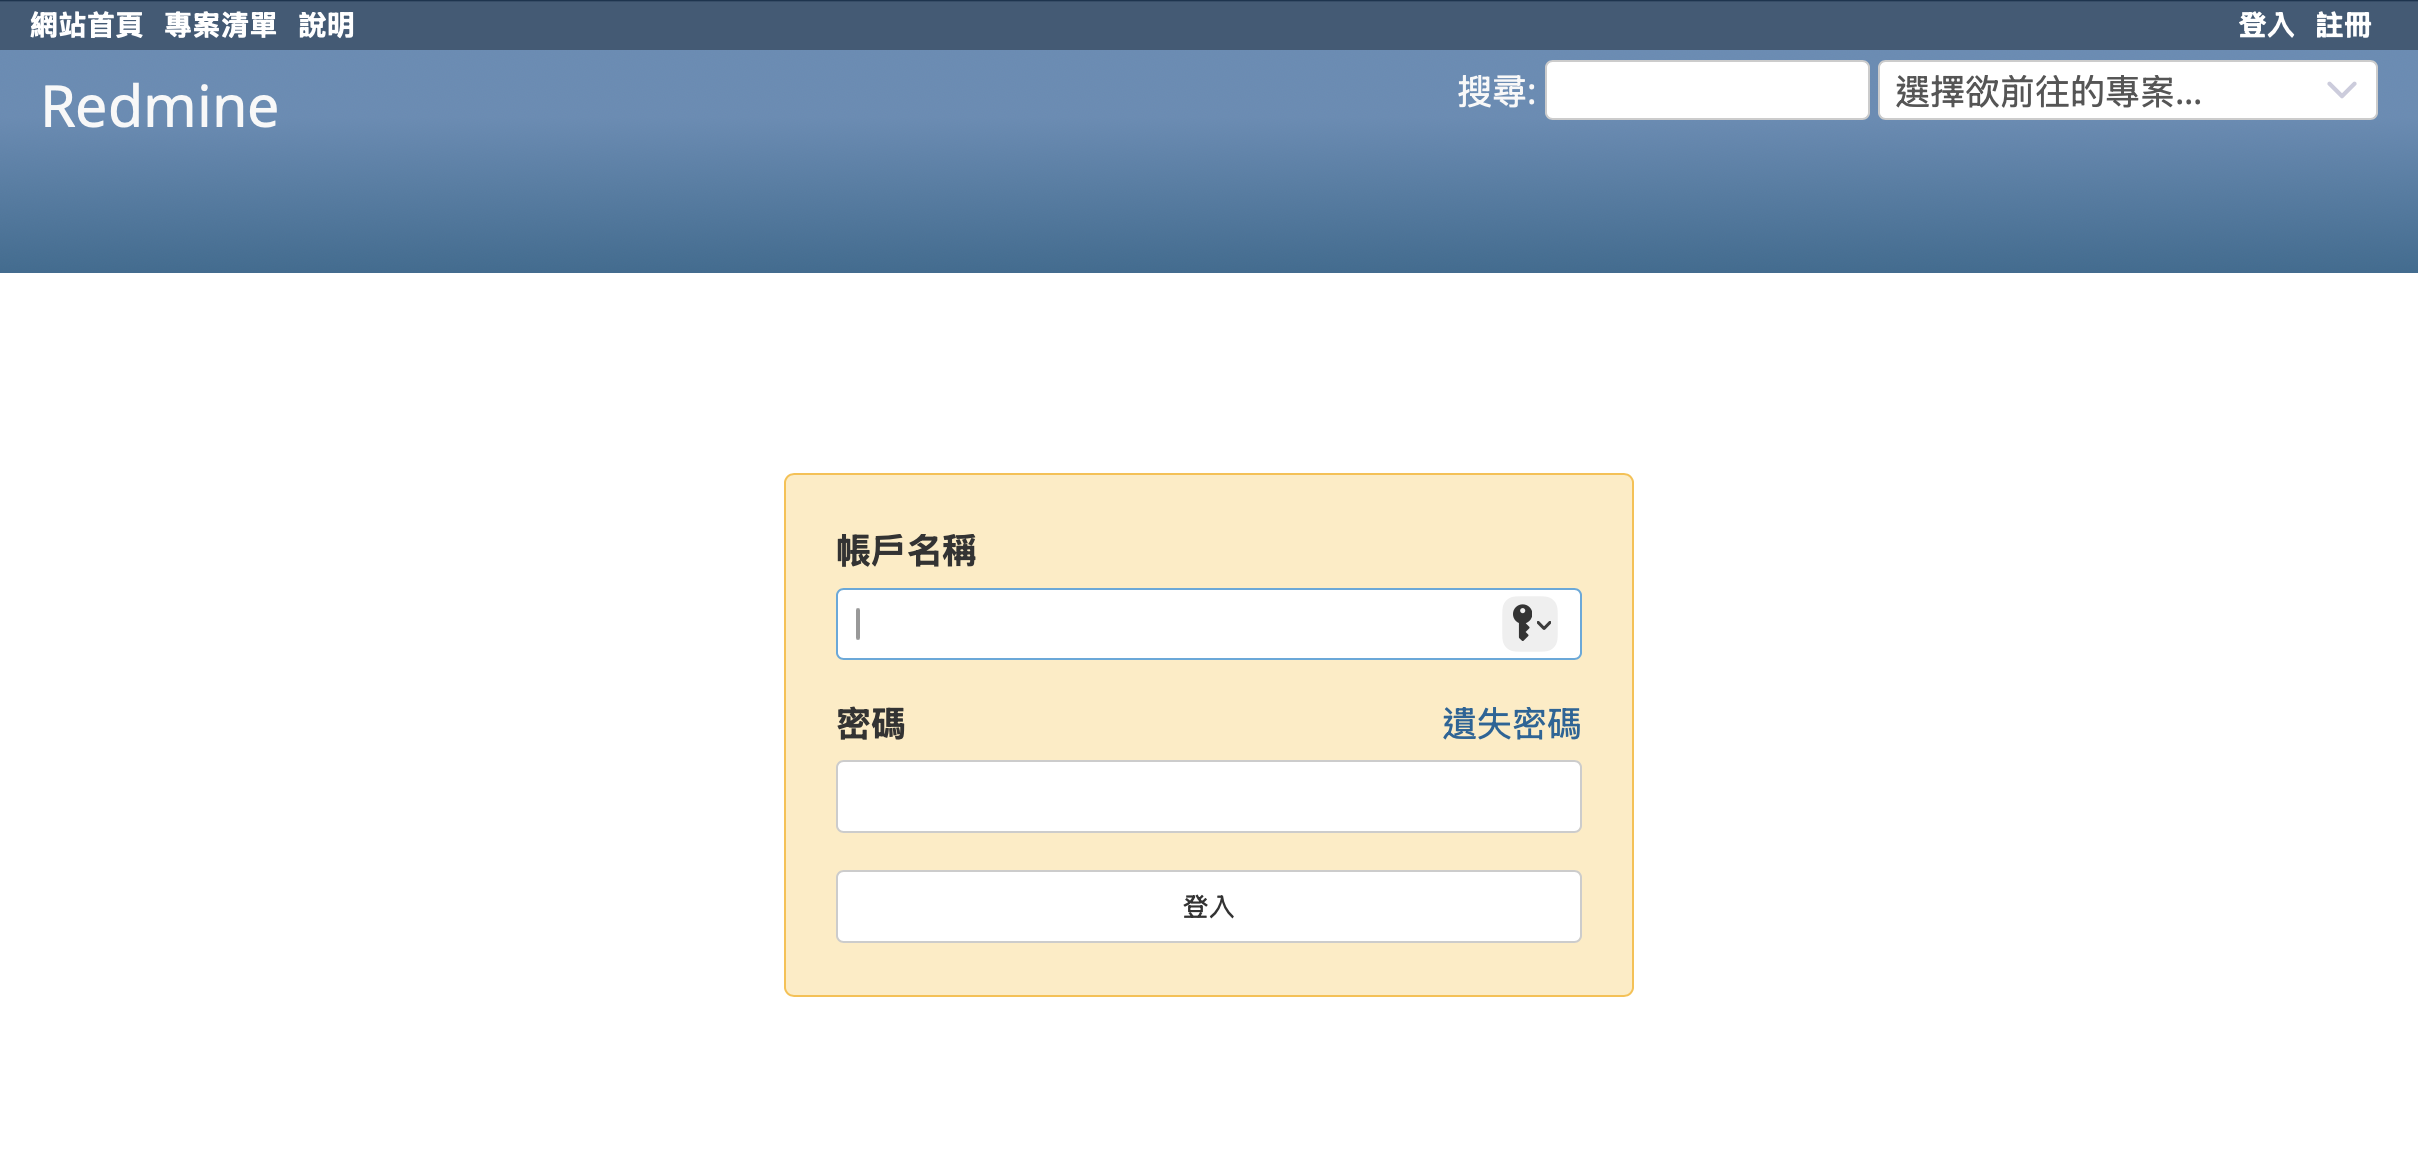 網站首頁 專案清單 說明 登入 註冊
Redmine 搜尋: 選擇欲前往的專案...
帳戶名稱
密碼 遺失密碼
登入